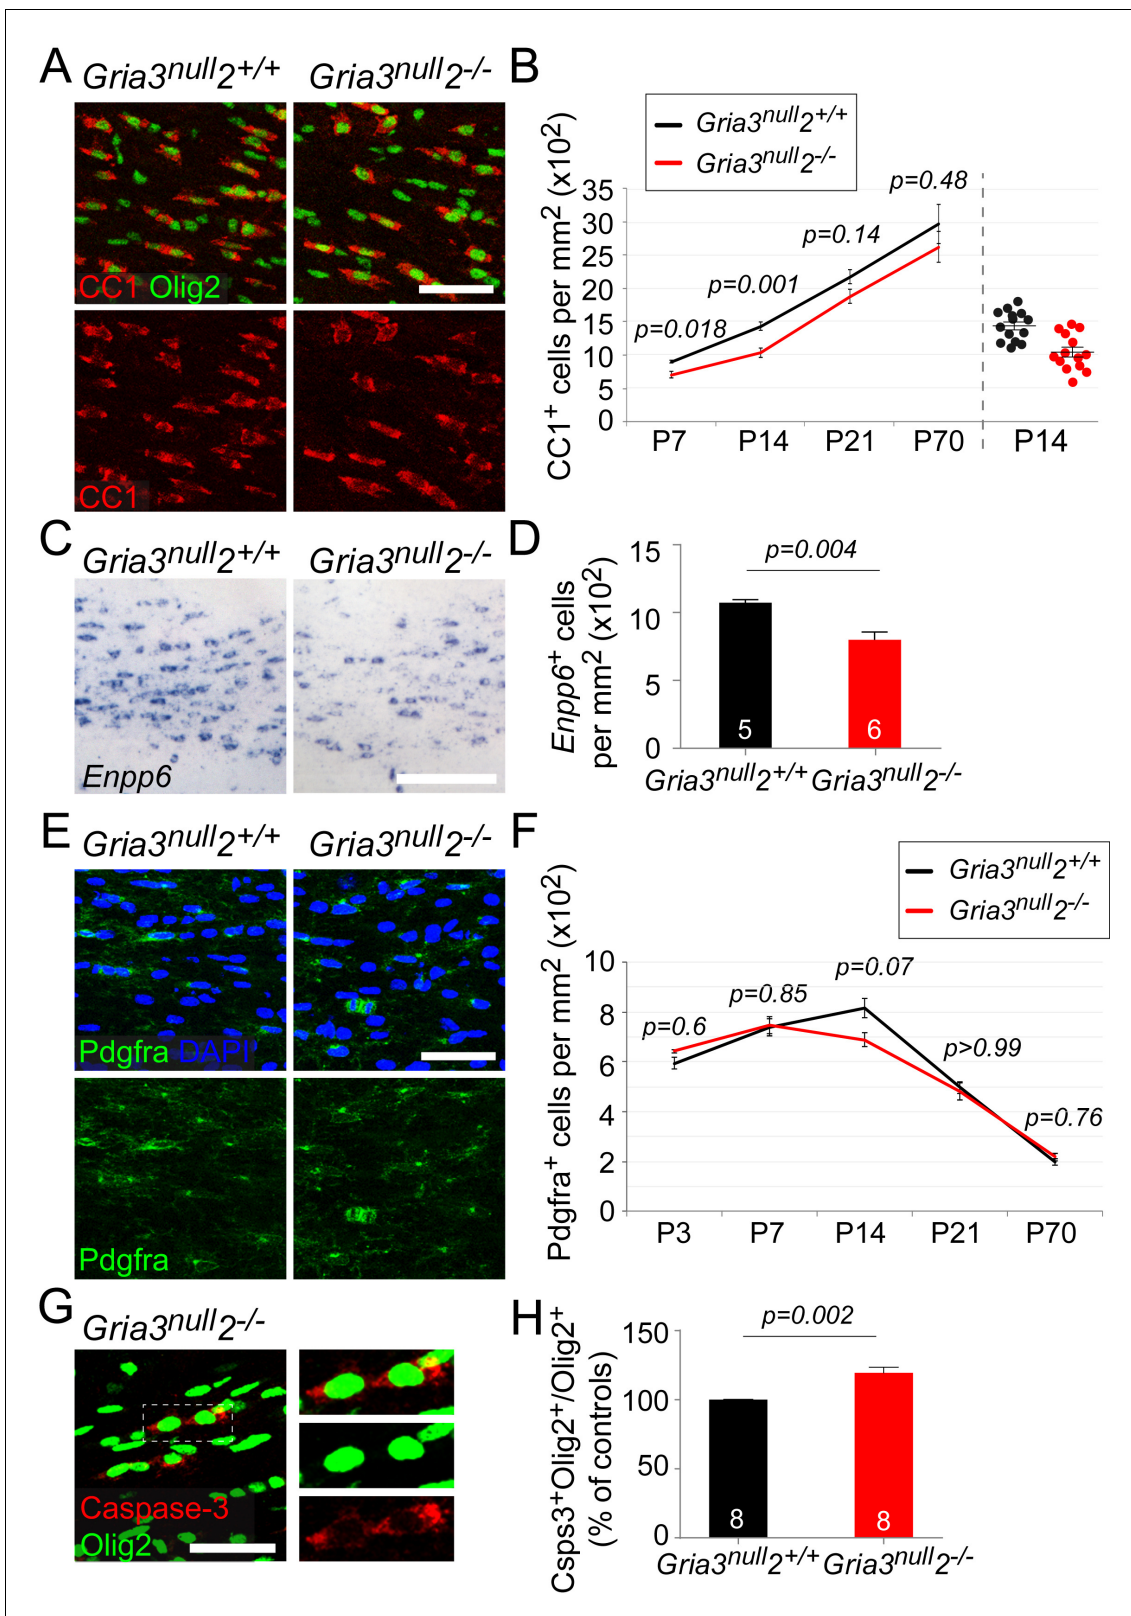 A
Gria3null2+/+
Gria3null2-/-
CC1 Olig2
CC1
B
Gria3null2+/+
Gria3null2-/-
CC1+ cells per mm2 (x102)
35
30
25
20
15
10
5
0
p=0.018
p=0.001
p=0.14
p=0.48
P7
P14
P21
P70
P14
C
Gria3null2+/+
Gria3null2-/-
Enpp6
D
Enpp6+ cells
per mm2 (x102)
15
10
5
0
p=0.004
5
6
Gria3null2+/+
Gria3null2-/-
E
Gria3null2+/+
Gria3null2-/-
Pdgfra DAPI
Pdgfra
F
Gria3null2+/+
Gria3null2-/-
Pdgfra+ cells per mm2 (x102)
10
8
6
4
2
0
p=0.6
p=0.85
p=0.07
p>0.99
p=0.76
P3
P7
P14
P21
P70
G
Gria3null2-/-
Caspase-3
Olig2
H
Csps3+Olig2+/Olig2+
(% of controls)
150
100
50
0
p=0.002
8
8
Gria3null2+/+
Gria3null2-/-